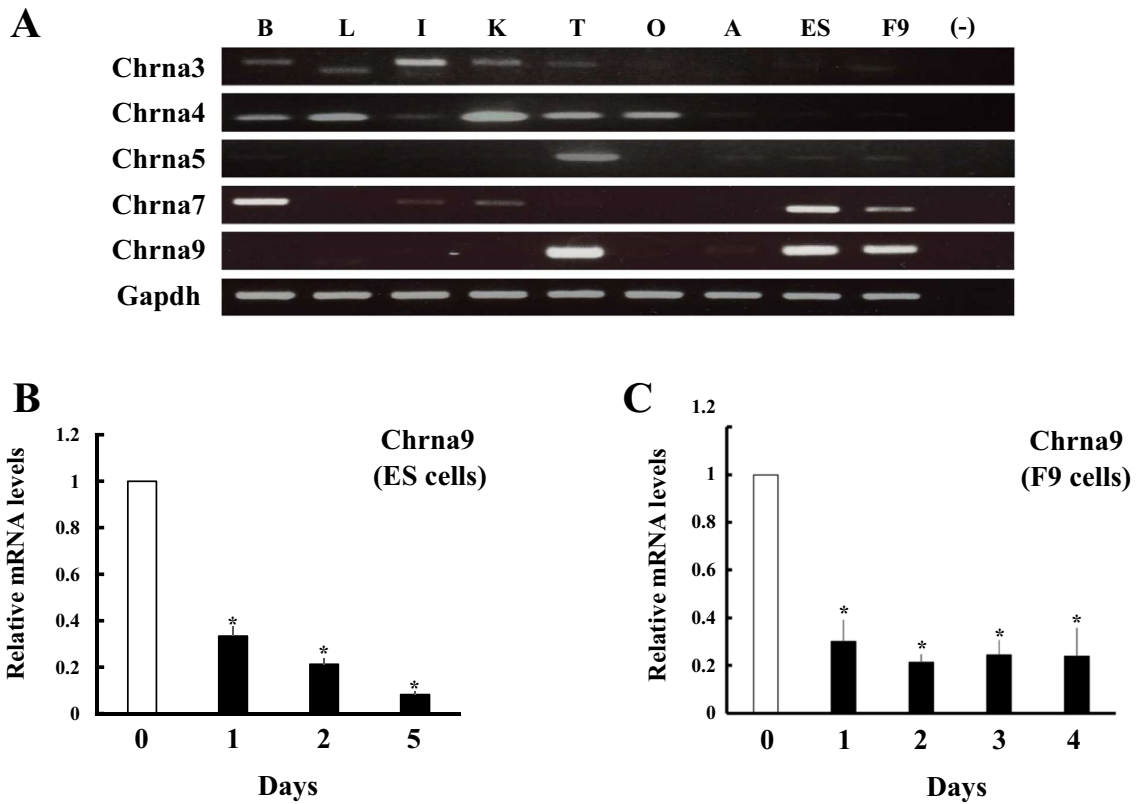 A
B L I K T O A ES F9 (-)
Chrna3
Chrna4
Chrna5
Chrna7
Chrna9
Gapdh
B
Relative mRNA levels
1.2
1
0.8
0.6
0.4
0.2
0
Chrna9
(ES cells)
* * *
0 1 2 5
Days
C
Relative mRNA levels
1.2
1
0.8
0.6
0.4
0.2
0
Chrna9
(F9 cells)
* * * *
0 1 2 3 4
Days